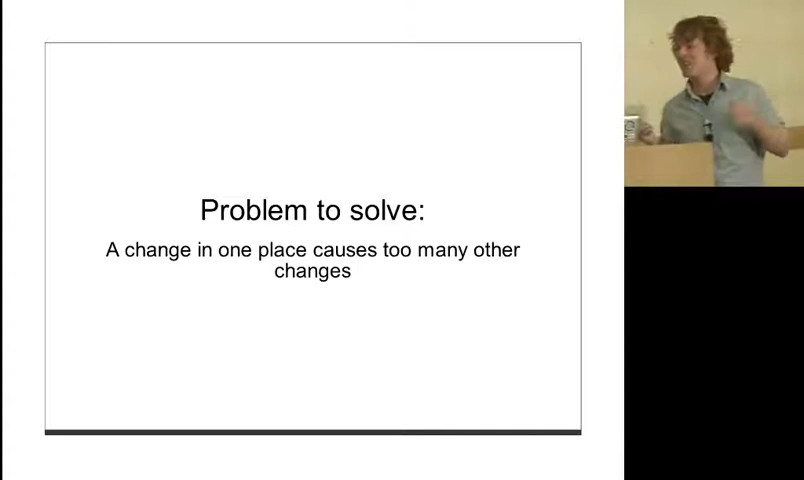 Problem to solve:
A change in one place causes too many other
changes